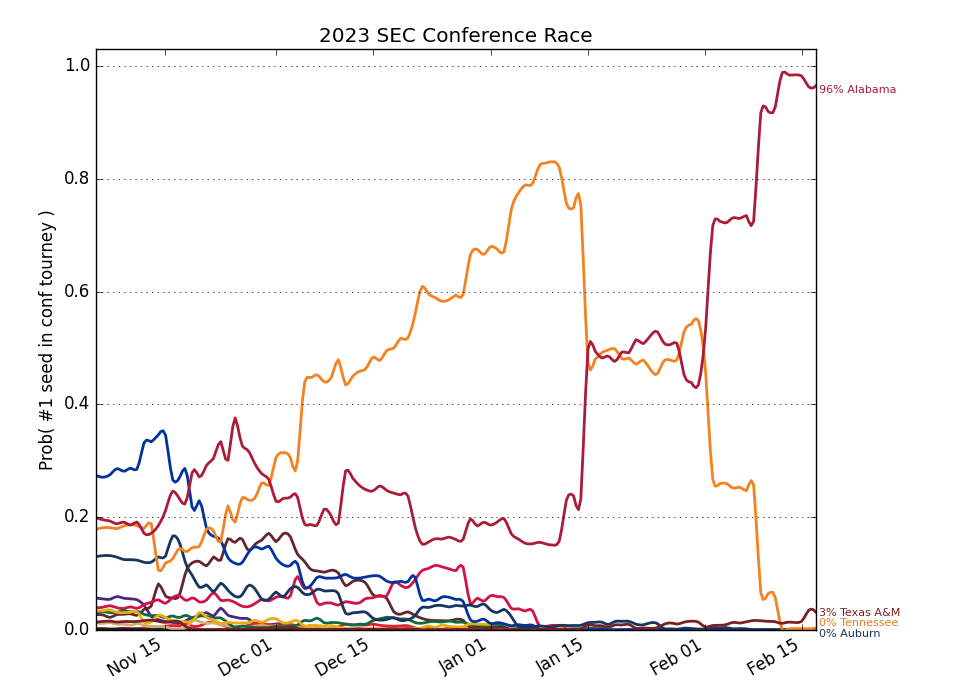 2023 SEC Conference Race
Prob( #1 seed in conf tourney )
1.0
0.8
0.6
0.4
0.2
0.0
96% Alabama
3% Texas A&M
0% Tennessee
0% Auburn
Nov 15
Dec 01
Dec 15
Jan 01
Jan 15
Feb 01
Feb 15